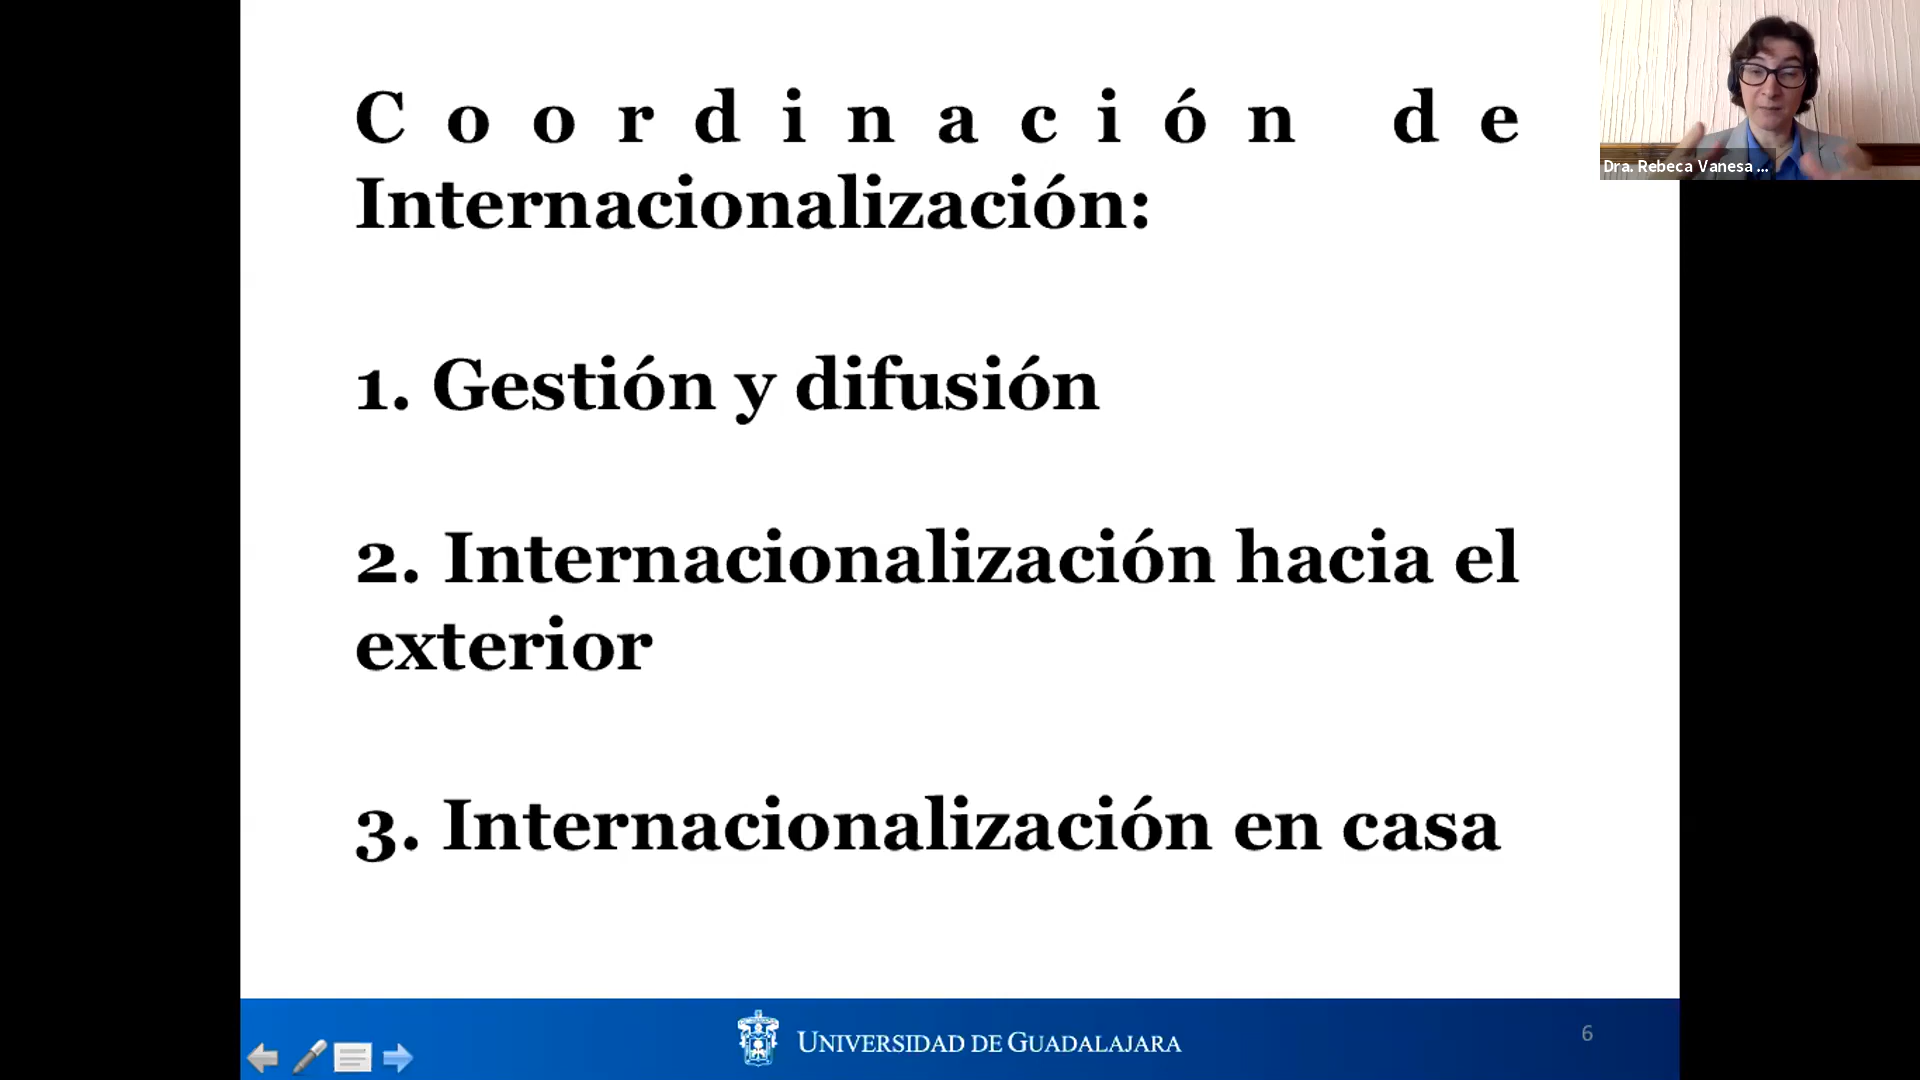 Coordinación de
Internacionalización:
1. Gestión y difusión
2. Internacionalización hacia el
exterior
3. Internacionalización en casa
Dra. Rebeca Vanesa ...
UNIVERSIDAD DE GUADALAJARA
6